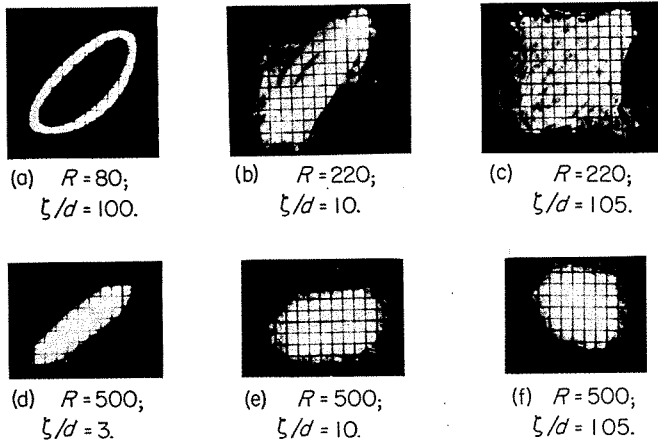 (a) R=80;
ζ/d=100.
(b) R=220;
ζ/d=10.
(c) R=220;
ζ/d=105.
(d) R=500;
ζ/d=3.
(e) R=500;
ζ/d=10.
(f) R=500;
ζ/d=105.